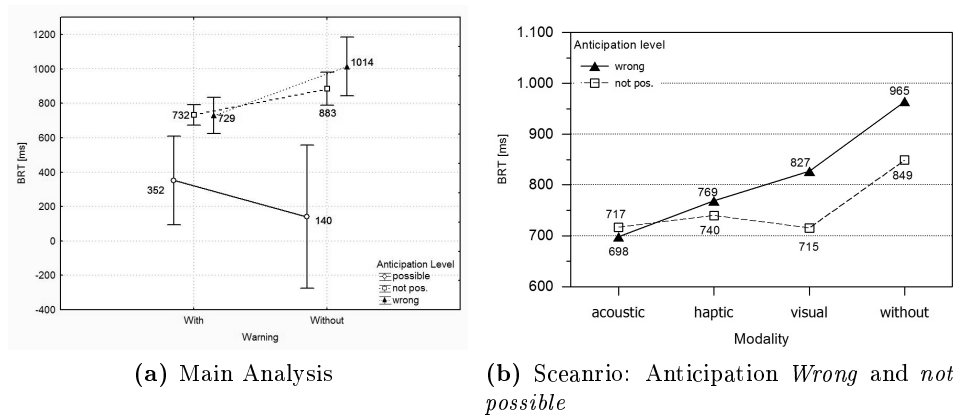 1200
1000
800
600
400
200
0
-200
-400
BRT [ms]
732
729
1014
883
352
140
Anticipation Level
possible
not pos.
wrong
With
Without
Warning
(a) Main Analysis
1.100
1.000
900
800
700
600
BRT [ms]
Anticipation level
wrong
not pos.
965
827
849
769
717
740
715
698
acoustic haptic visual without
Modality
(b) Sceanrio: Anticipation Wrong and not
possible